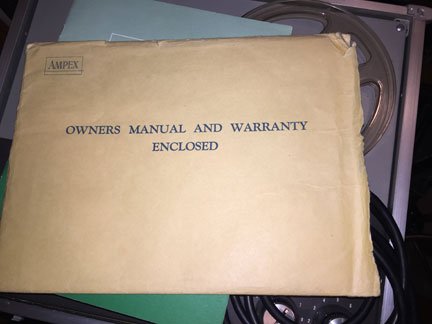 AMPEX
OWNERS MANUAL AND WARRANTY
ENCLOSED